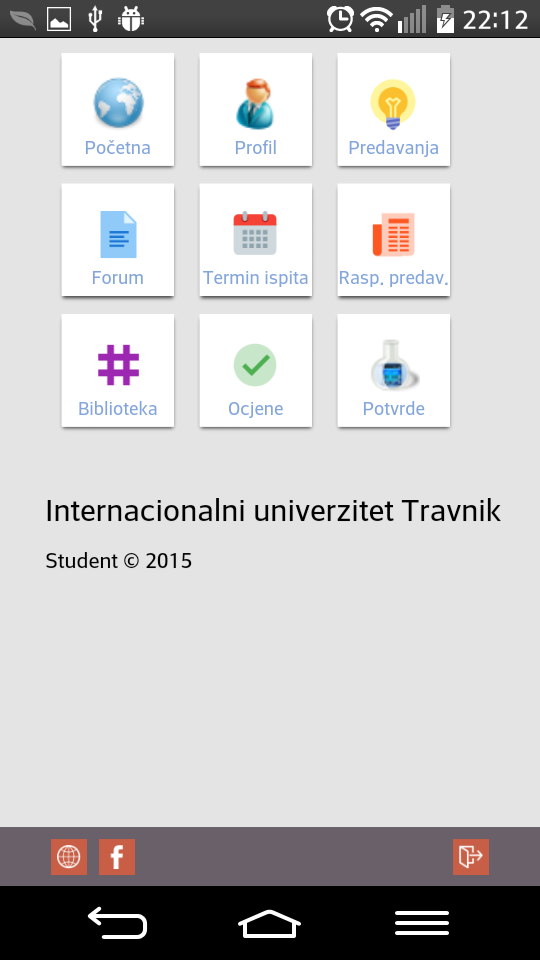 22:12
Početna Profil Predavanja
Forum Termin ispita Rasp. predav.
Biblioteka Ocjene Potvrde
Internacionalni univerzitet Travnik
Student © 2015